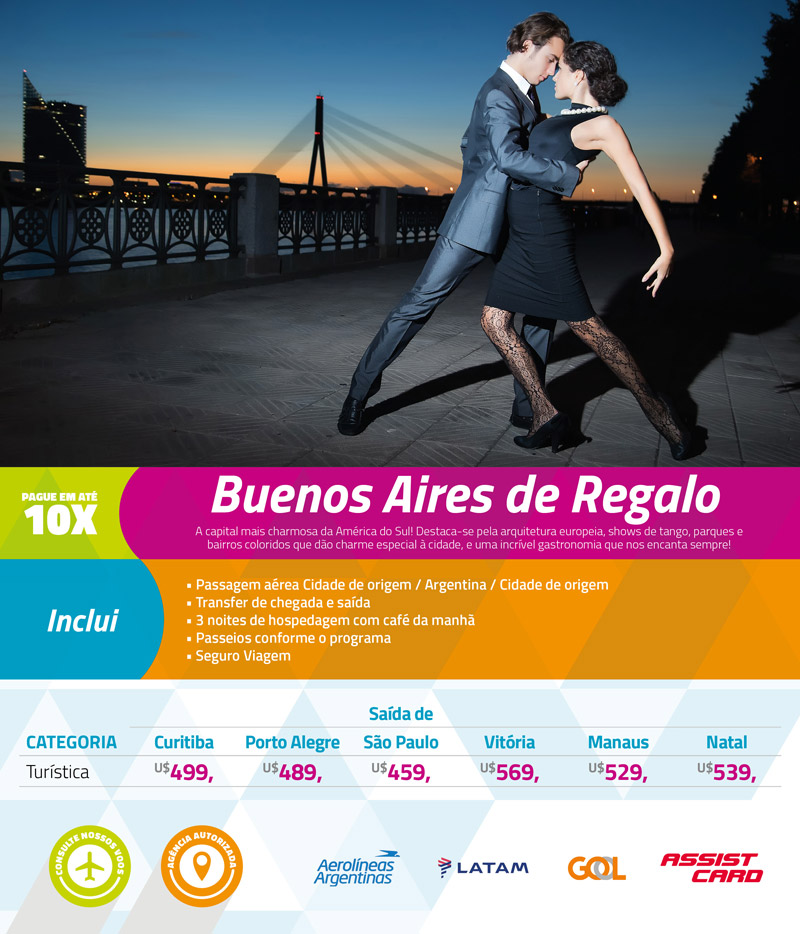 PAGUE EM ATÉ
10X
Buenos Aires de Regalo
A capital mais charmosa da América do Sul! Destaca-se pela arquitetura europeia, shows de tango, parques e
bairros coloridos que dão charme especial à cidade, e uma incrível gastronomia que nos encanta sempre!
Inclui
• Passagem aérea Cidade de origem / Argentina / Cidade de origem
• Transfer de chegada e saída
• 3 noites de hospedagem com café da manhã
• Passeios conforme o programa
• Seguro Viagem
Saída de
CATEGORIA Curitiba Porto Alegre São Paulo Vitória Manaus Natal
Turística U$499, U$489, U$459, U$569, U$529, U$539,
CONSULTE NOSSOS VOOS
AGÊNCIA AUTORIZADA
Aerolíneas
Argentinas
LATAM
GOL
ASSIST
CARD